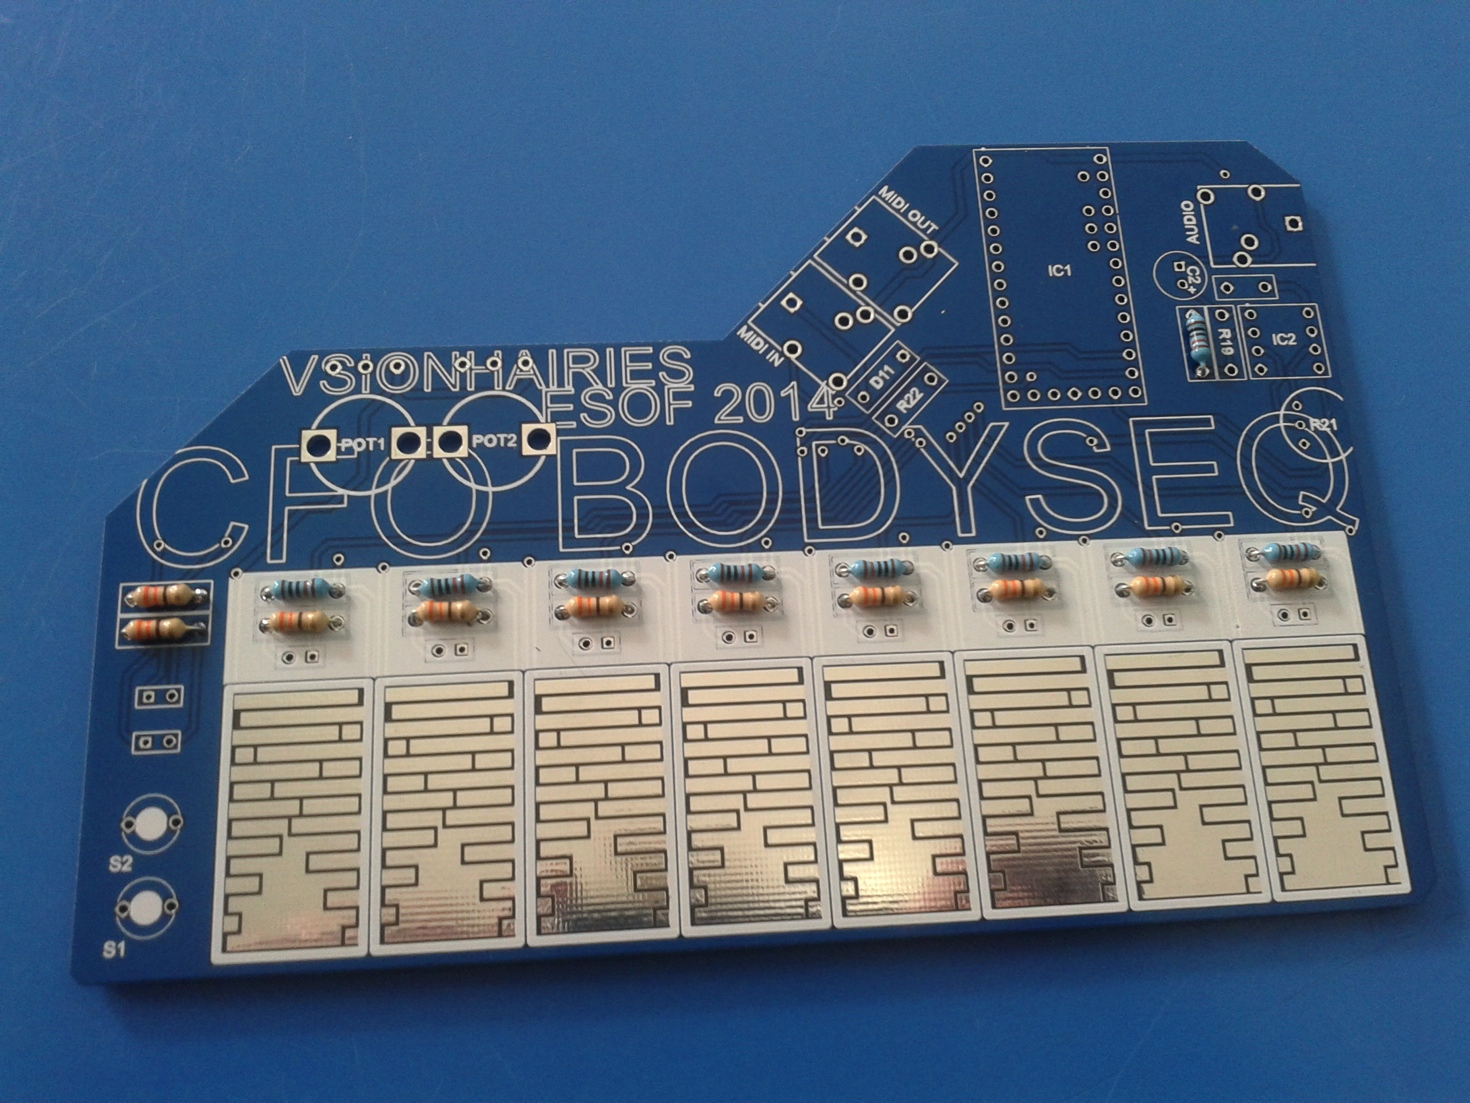 MIDI OUT
AUDIO
IC1
C2 +
MIDI IN
R19
IC2
VSIONHAIRIES
D11
ESOF 2014
R22
R21
POT1
POT2
CFO BODYSEQ
S2
S1